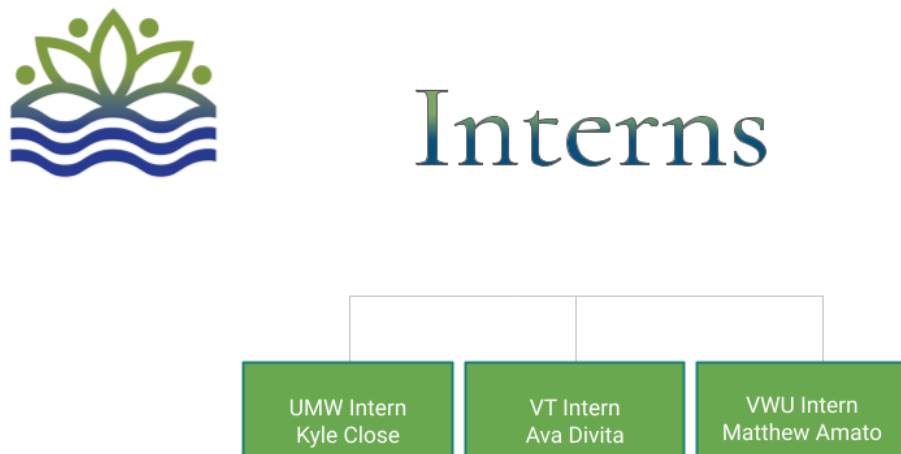 Interns
UMW Intern
Kyle Close
VT Intern
Ava Divita
VWU Intern
Matthew Amato